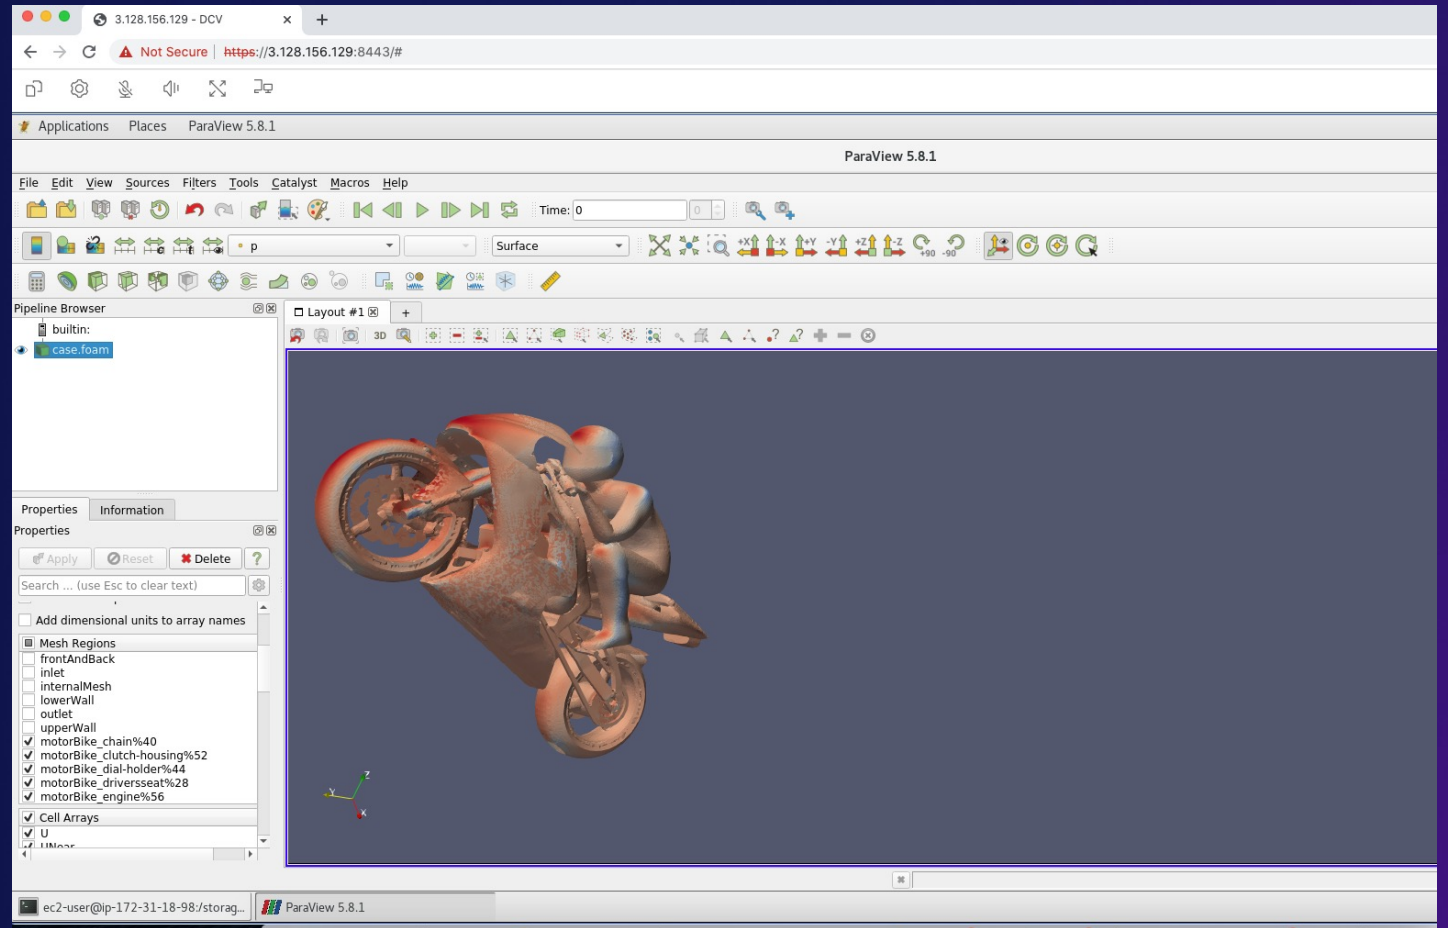 3.128.156.129 - DCV
Not Secure https://3.128.156.129:8443/#
Applications Places ParaView 5.8.1
ParaView 5.8.1
File Edit View Sources Filters Tools Catalyst Macros Help
Time: 0 0
p Surface
+X -X +Y -Y +Z -Z +90 -90
Pipeline Browser
Layout #1
builtin:
3D
case.foam
Properties Information
Properties
Apply Reset Delete ?
Search ... (use Esc to clear text)
Add dimensional units to array names
Mesh Regions
frontAndBack
inlet
internalMesh
lowerWall
outlet
upperWall
motorBike_chain%40
motorBike_clutch-housing%52
motorBike_dial-holder%44
motorBike_driversseat%28
motorBike_engine%56
Z
Y
X
Cell Arrays
U
UNear
ec2-user@ip-172-31-18-98:/storag... ParaView 5.8.1